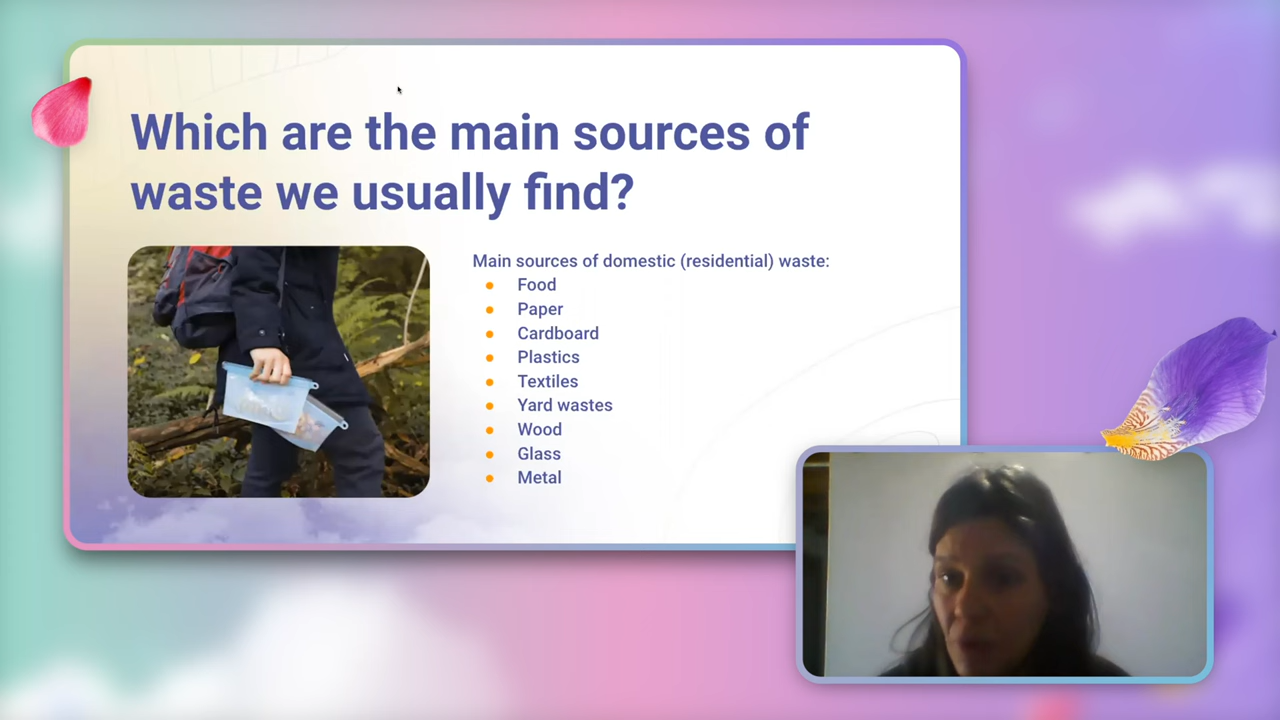 Which are the main sources of
waste we usually find?
Main sources of domestic (residential) waste:
Food
Paper
Cardboard
Plastics
Textiles
Yard wastes
Wood
Glass
Metal